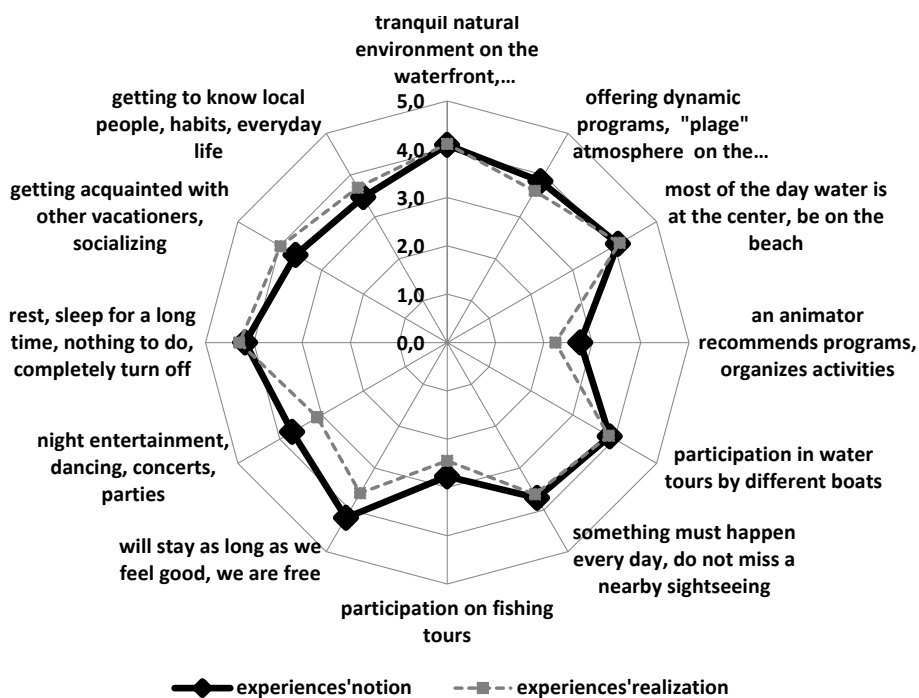 tranquil natural
environment on the
waterfront,...
offering dynamic
programs, "plage"
atmosphere on the...
most of the day water is
at the center, be on the
beach
an animator
recommends programs,
organizes activities
participation in water
tours by different boats
something must happen
every day, do not miss a
nearby sightseeing
participation on fishing
tours
will stay as long as we
feel good, we are free
night entertainment,
dancing, concerts,
parties
rest, sleep for a long
time, nothing to do,
completely turn off
getting acquainted with
other vacationers,
socializing
getting to know local
people, habits, everyday
life
5,0
4,0
3,0
2,0
1,0
0,0
experiences'notion
experiences'realization